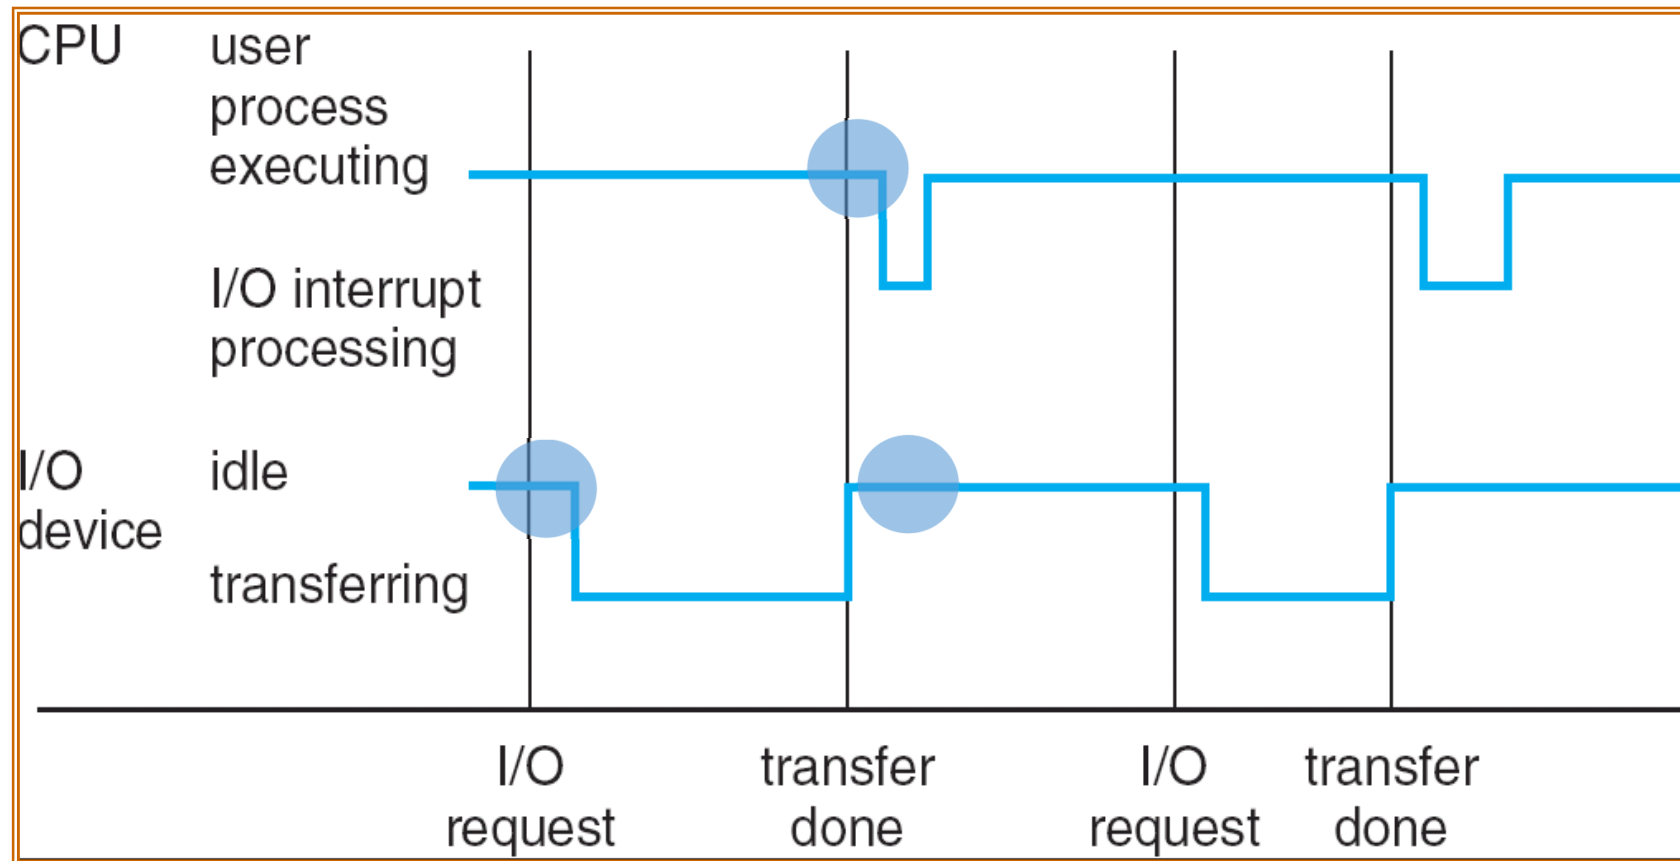 CPU user
process
executing
I/O interrupt
processing
I/O idle
device
transferring
I/O transfer I/O transfer
request done request done